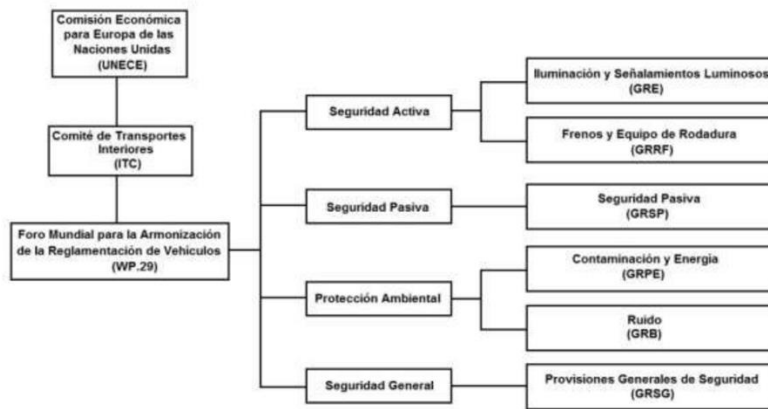 Comisión Económica
para Europa de las
Naciones Unidas
(UNECE)
Comité de Transportes
Interiores
(ITC)
Foro Mundial para la Armonización
de la Reglamentación de Vehículos
(WP.29)
Seguridad Activa
Seguridad Pasiva
Protección Ambiental
Seguridad General
Iluminación y Señalamientos Luminosos
(GRE)
Frenos y Equipo de Rodadura
(GRRF)
Seguridad Pasiva
(GRSP)
Contaminación y Energía
(GRPE)
Ruido
(GRB)
Provisiones Generales de Seguridad
(GRSG)